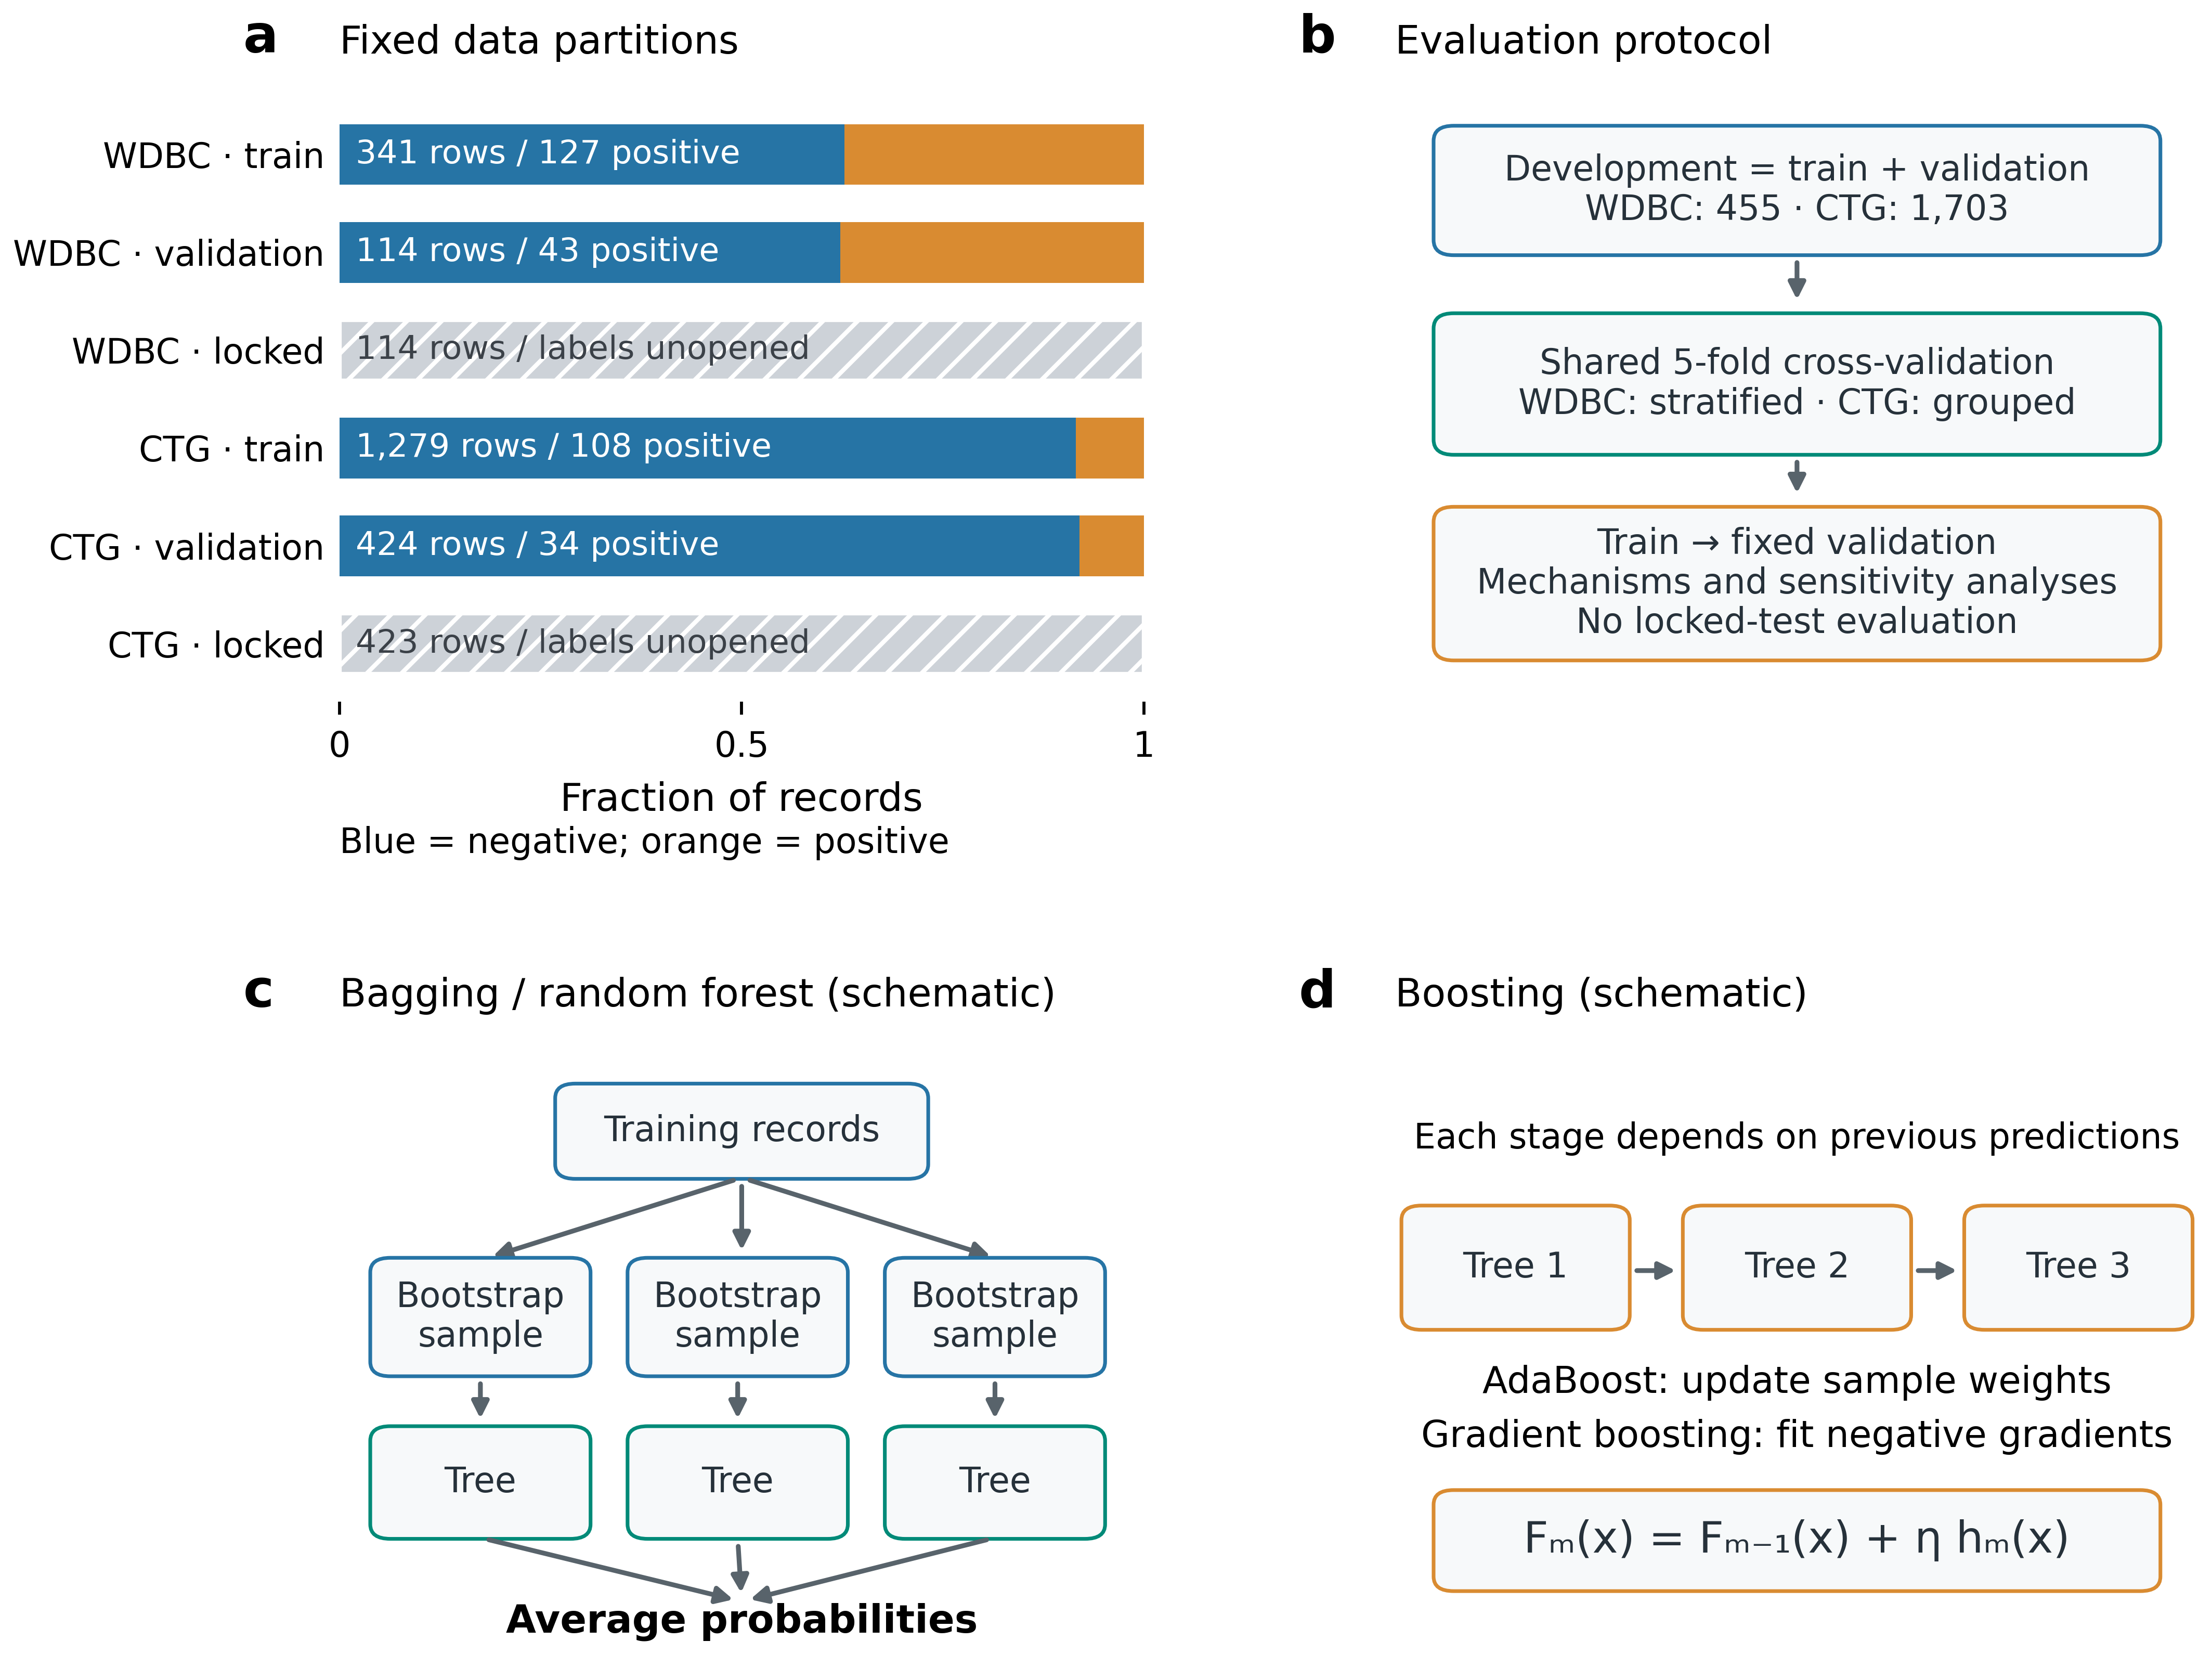 a Fixed data partitions
WDBC · train
341 rows / 127 positive
WDBC · validation
114 rows / 43 positive
WDBC · locked
114 rows / labels unopened
CTG · train
1,279 rows / 108 positive
CTG · validation
424 rows / 34 positive
CTG · locked
423 rows / labels unopened
0 0.5 1
Fraction of records
Blue = negative; orange = positive
b Evaluation protocol
Development = train + validation
WDBC: 455 · CTG: 1,703
Shared 5-fold cross-validation
WDBC: stratified · CTG: grouped
Train → fixed validation
Mechanisms and sensitivity analyses
No locked-test evaluation
c Bagging / random forest (schematic)
Training records
Bootstrap sample
Bootstrap sample
Bootstrap sample
Tree Tree Tree
Average probabilities
d Boosting (schematic)
Each stage depends on previous predictions
Tree 1 Tree 2 Tree 3
AdaBoost: update sample weights
Gradient boosting: fit negative gradients
Fₘ(x) = Fₘ₋₁(x) + η hₘ(x)